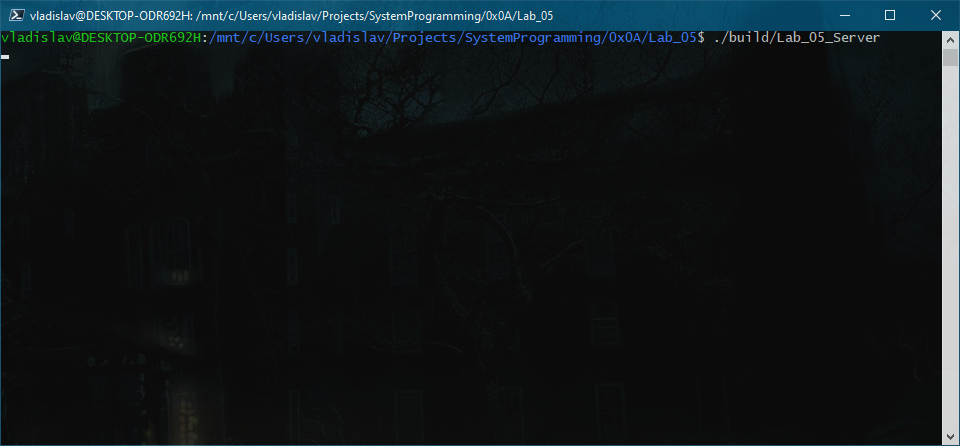 vladislav@DESKTOP-ODR692H: /mnt/c/Users/vladislav/Projects/SystemProgramming/0x0A/Lab_05
vladislav@DESKTOP-ODR692H:/mnt/c/Users/vladislav/Projects/SystemProgramming/0x0A/Lab_05$ ./build/Lab_05_Server